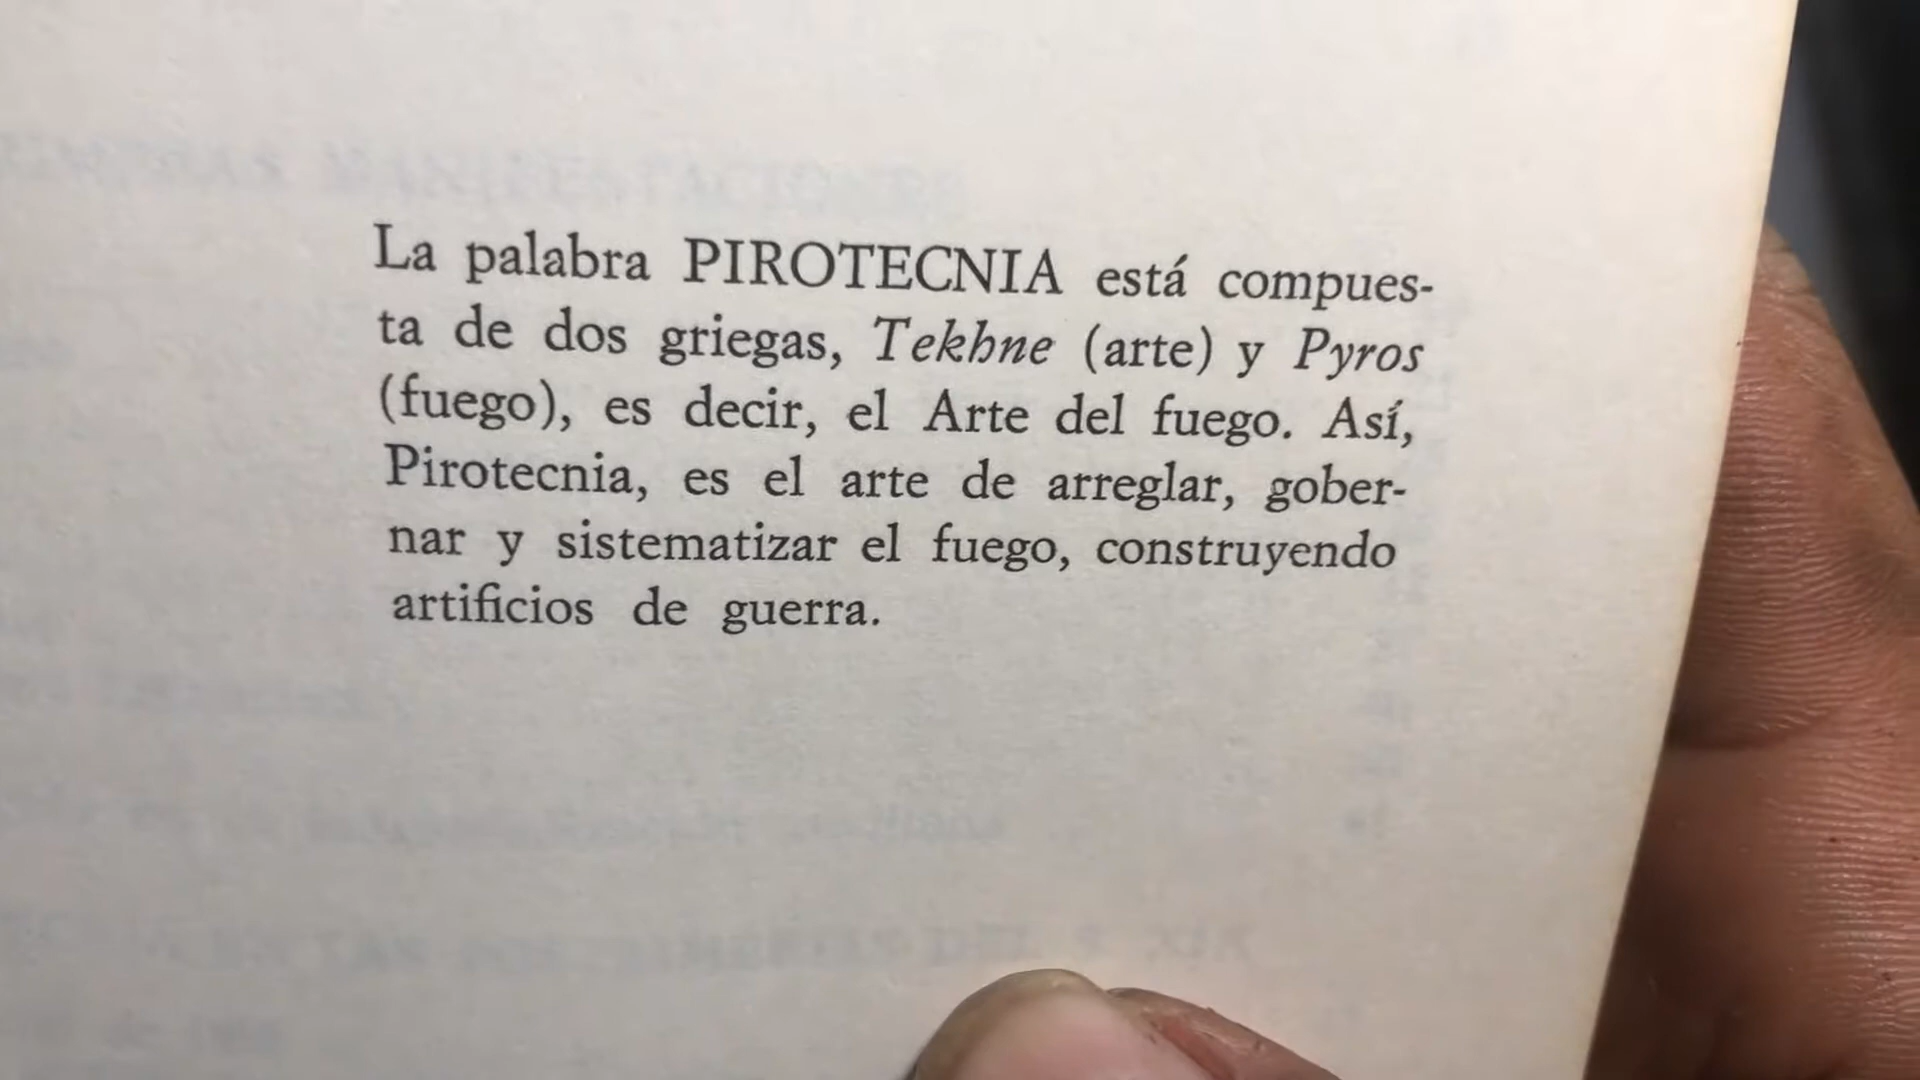 La palabra PIROTECNIA está compues-
ta de dos griegas, Tekhne (arte) y Pyros
(fuego), es decir, el Arte del fuego. Así,
Pirotecnia, es el arte de arreglar, gober-
nar y sistematizar el fuego, construyendo
artificios de guerra.